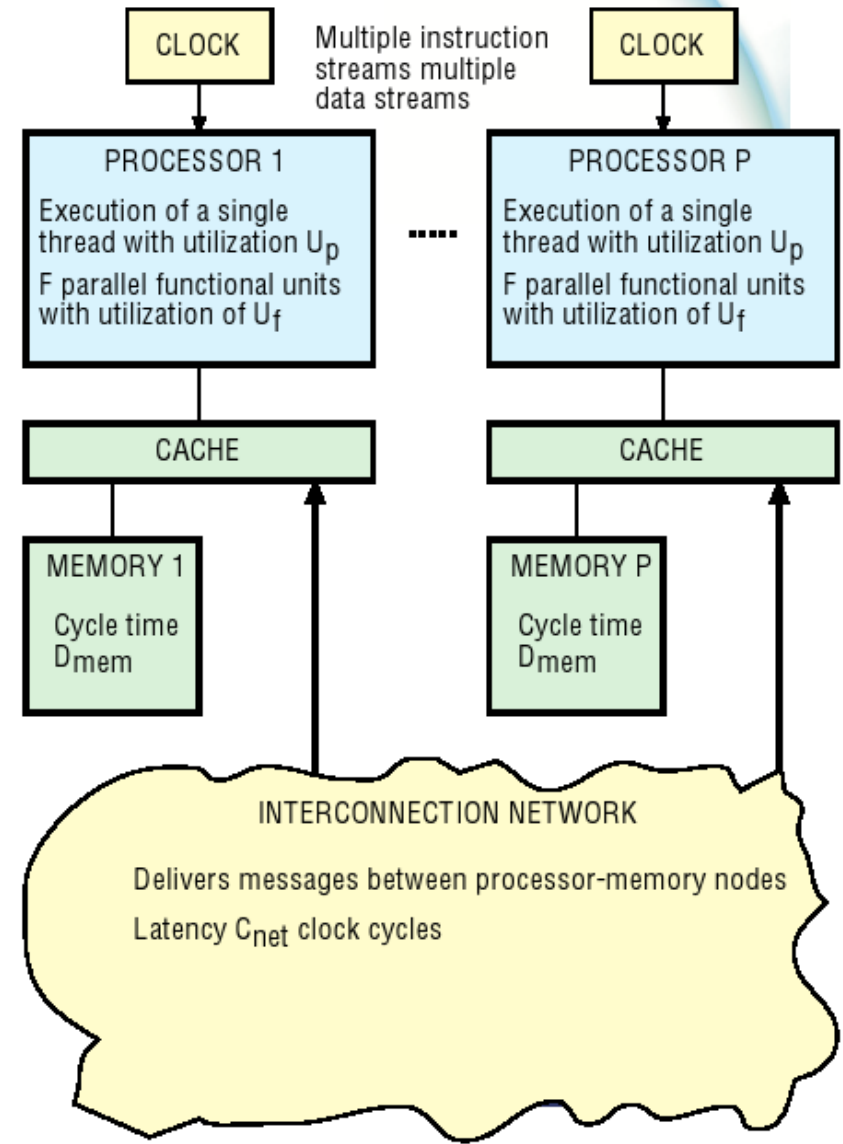 CLOCK
Multiple instruction
streams multiple
data streams
CLOCK
PROCESSOR 1
Execution of a single
thread with utilization Up
F parallel functional units
with utilization of Uf
.....
PROCESSOR P
Execution of a single
thread with utilization Up
F parallel functional units
with utilization of Uf
CACHE
CACHE
MEMORY 1
Cycle time
Dmem
MEMORY P
Cycle time
Dmem
INTERCONNECTION NETWORK
Delivers messages between processor-memory nodes
Latency Cnet clock cycles